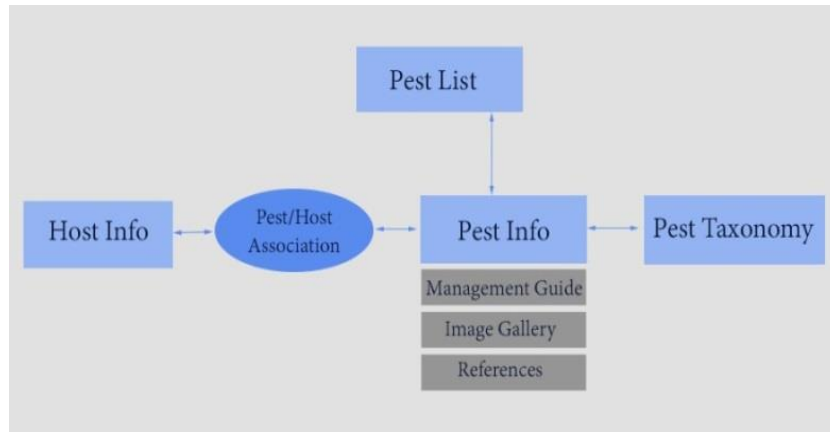 Pest List
Host Info
Pest/Host
Association
Pest Info
Pest Taxonomy
Management Guide
Image Gallery
References